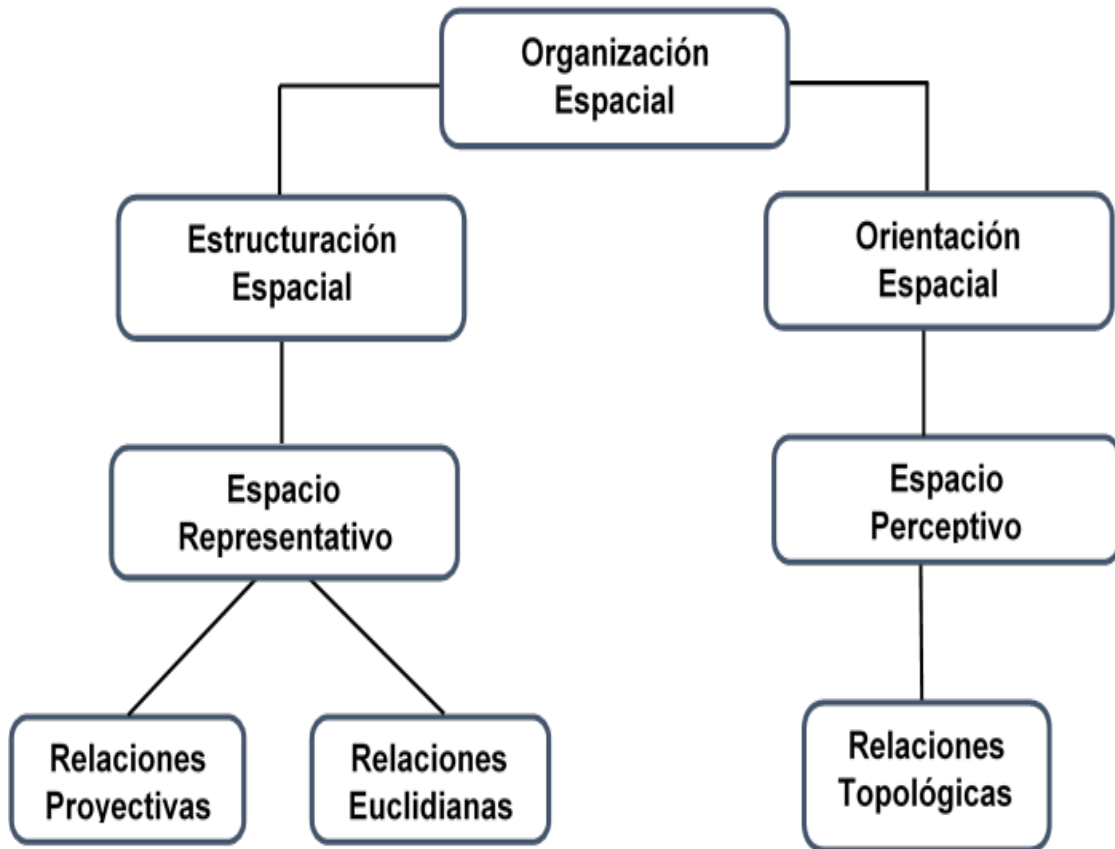 Organización
Espacial
Estructuración
Espacial
Orientación
Espacial
Espacio
Representativo
Espacio
Perceptivo
Relaciones
Proyectivas
Relaciones
Euclidianas
Relaciones
Topológicas